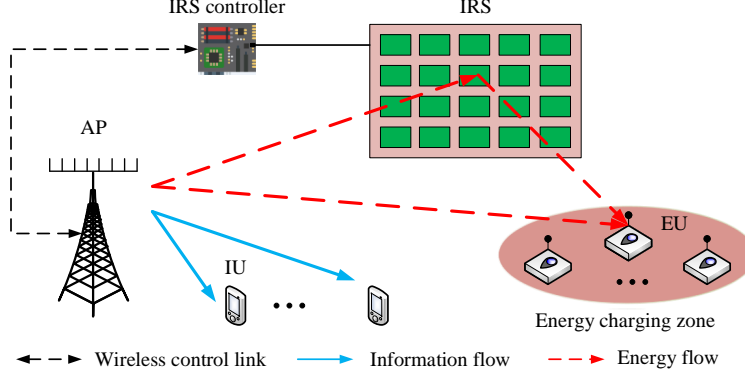 IRS controller
IRS
AP
EU
IU
Energy charging zone
Wireless control link
Information flow
Energy flow